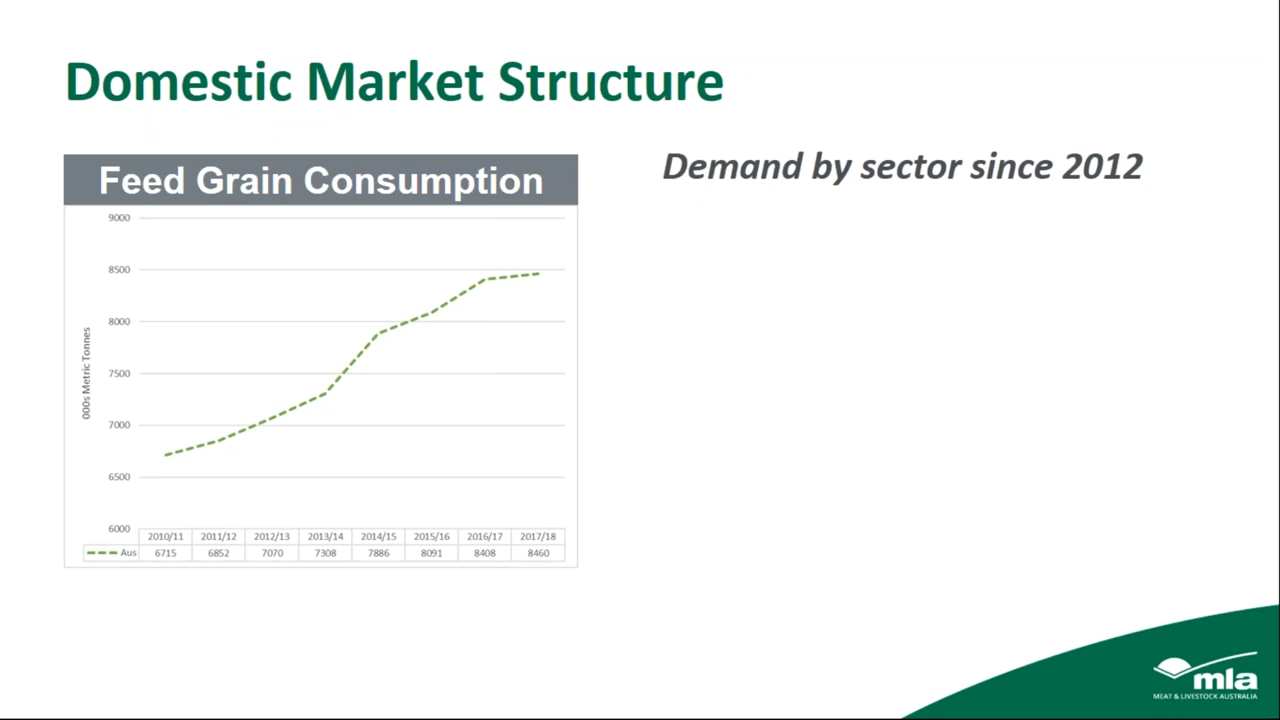 Domestic Market Structure
Feed Grain Consumption
Demand by sector since 2012
000s Metric Tonnes
9000
8500
8000
7500
7000
6500
6000
2010/11 2011/12 2012/13 2013/14 2014/15 2015/16 2016/17 2017/18
Aus 6715 6852 7070 7308 7886 8091 8408 8460
mla
MEAT & LIVESTOCK AUSTRALIA